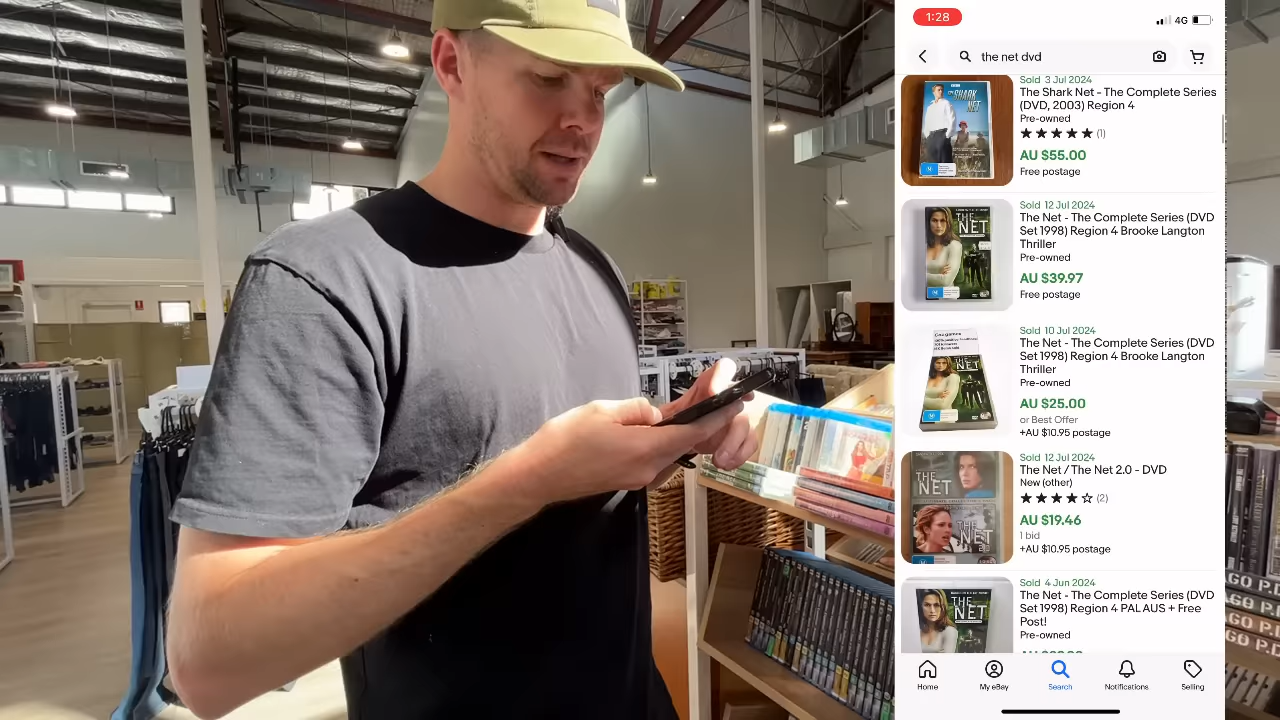 1:28
4G
the net dvd
Sold 3 Jul 2024
The Shark Net - The Complete Series
(DVD, 2003) Region 4
Pre-owned
(1)
AU $55.00
Free postage
Sold 12 Jul 2024
The Net - The Complete Series (DVD
Set 1998) Region 4 Brooke Langton
Thriller
Pre-owned
AU $39.97
Free postage
THE
NET
Sold 10 Jul 2024
The Net - The Complete Series (DVD
Set 1998) Region 4 Brooke Langton
Thriller
Pre-owned
AU $25.00
or Best Offer
+AU $10.95 postage
Sold 12 Jul 2024
The Net / The Net 2.0 - DVD
New (other)
(2)
AU $19.46
1 bid
+AU $10.95 postage
THE
NET
Sold 4 Jun 2024
The Net - The Complete Series (DVD
Set 1998) Region 4 PAL AUS + Free
Post!
Pre-owned
THE
NET
Home
My eBay
Search
Notifications
Selling